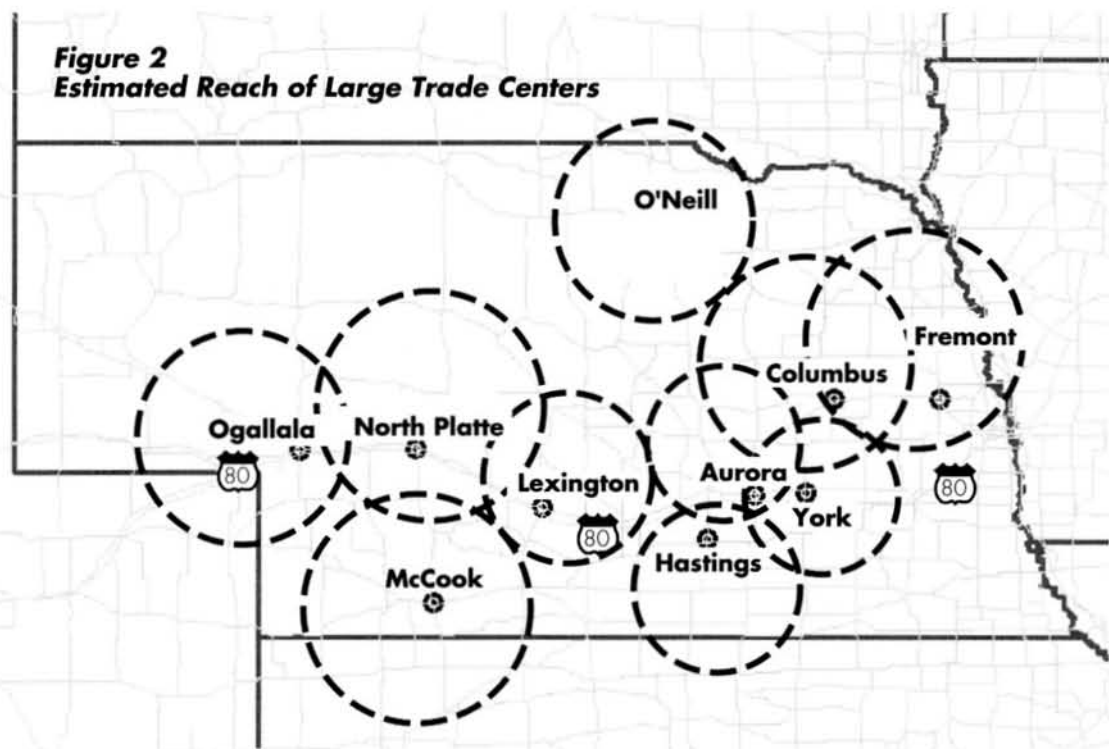 Figure 2
Estimated Reach of Large Trade Centers
O'Neill
Fremont
Columbus
Ogallala
North Platte
80
Lexington
Aurora
80
York
80
Hastings
McCook